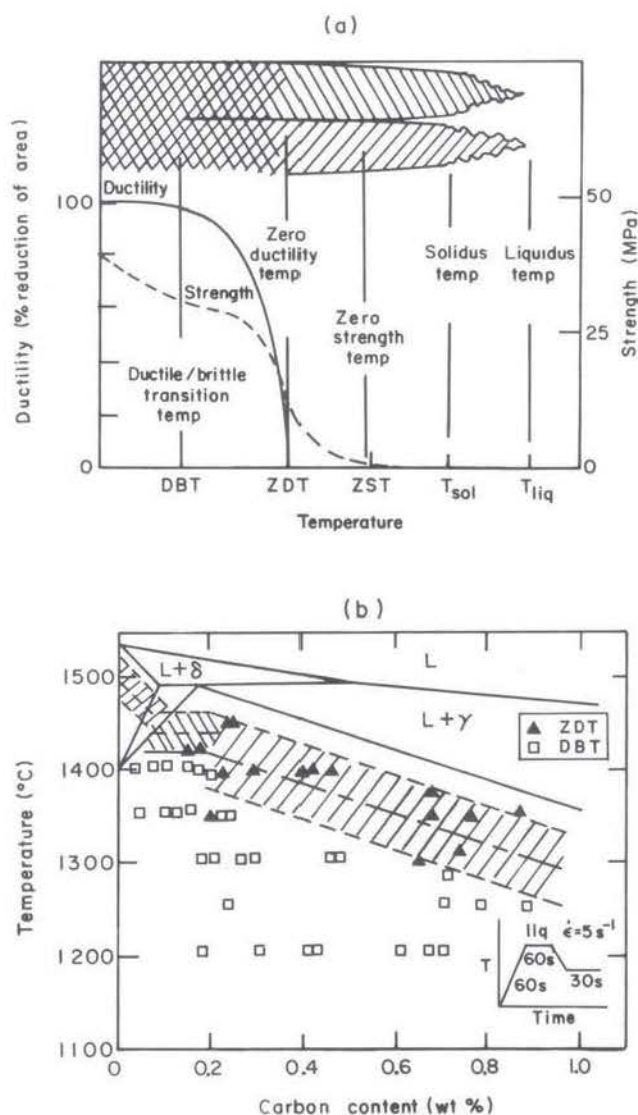 (a)
Ductility
Zero
ductility
temp
Strength
Zero
strength
temp
Solidus
temp
Liquidus
temp
Ductile/brittle
transition
temp
Ductility (% reduction of area)
100
0
50
25
0
Strength (MPa)
DBT
ZDT
ZST
Tsol
Tliq
Temperature
(b)
L+δ
L
L+γ
▲ ZDT
□ DBT
Temperature (°C)
1500
1400
1300
1200
1100
liq
ε̇=5s⁻¹
T
60s
60s
30s
Time
0
0.2
0.4
0.6
0.8
1.0
Carbon content (wt %)